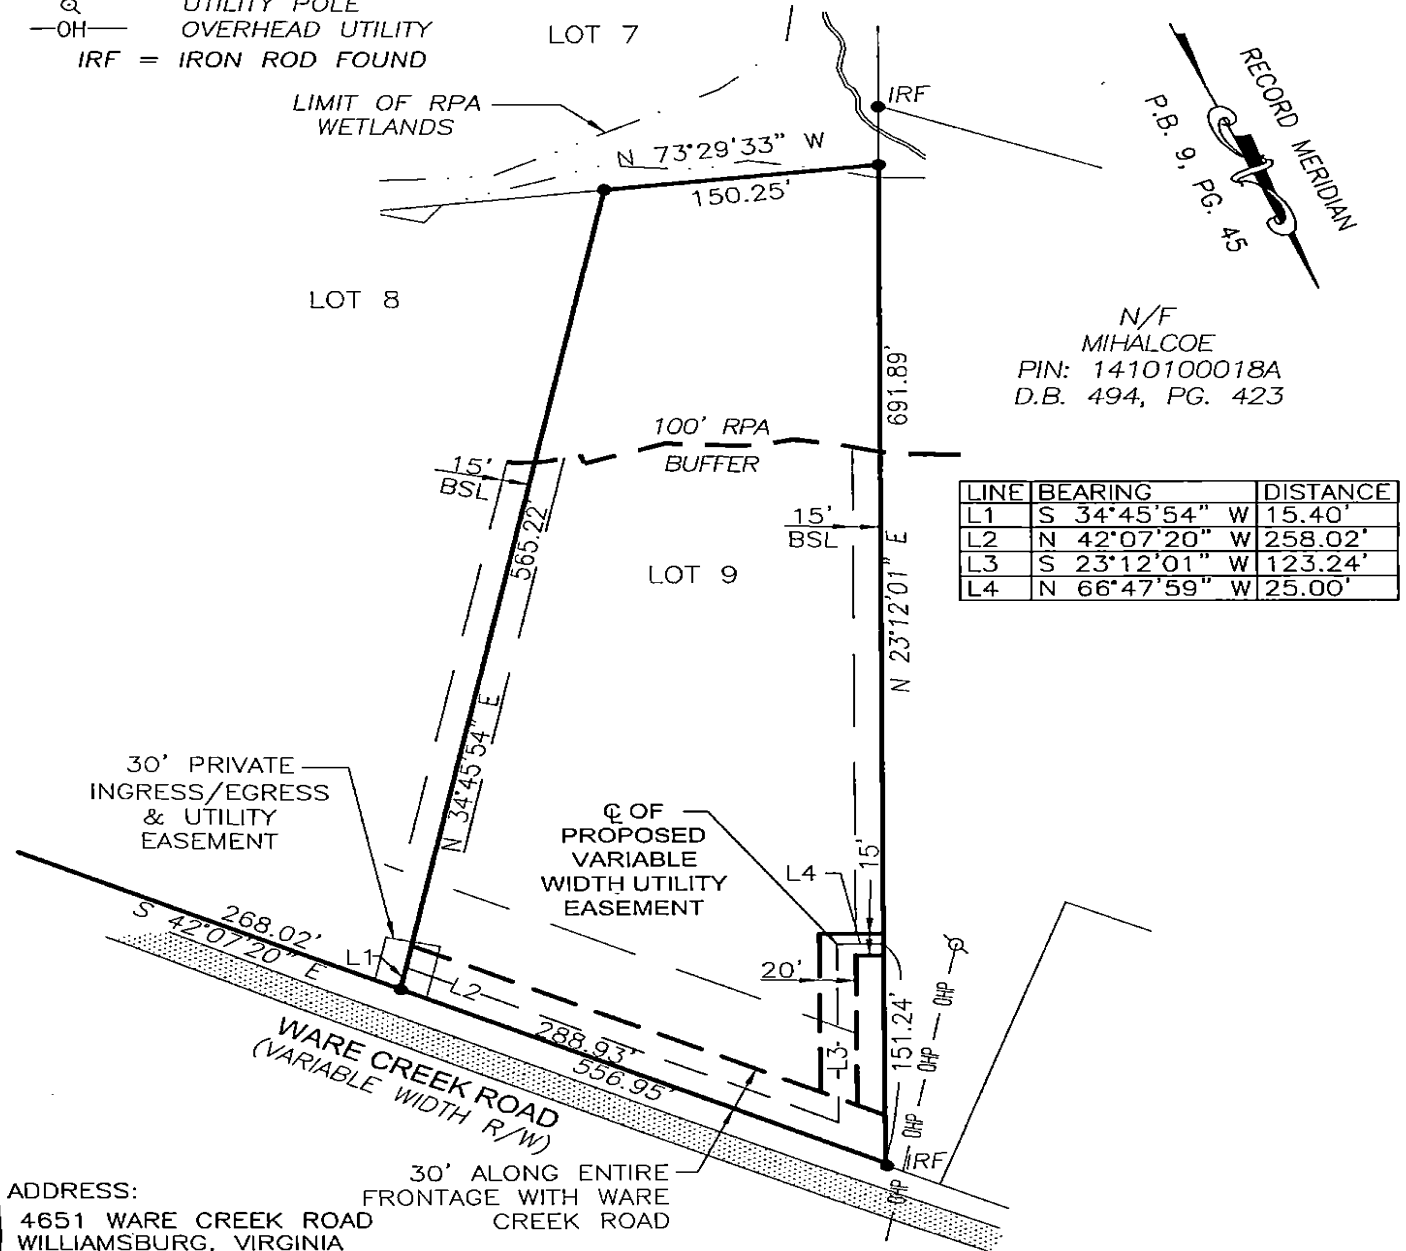 UTILITY POLE
—OH— OVERHEAD UTILITY
IRF = IRON ROD FOUND
LOT 7
LIMIT OF RPA
WETLANDS
IRF
N 73°29'33" W
150.25'
RECORD MERIDIAN
P.B. 9, PG. 45
LOT 8
N/F
MIHALCOE
PIN: 1410100018A
D.B. 494, PG. 423
691.89'
N 23°12'01" E
100' RPA
BUFFER
15'
BSL
565.22'
N 34°45'54" E
15'
BSL
LOT 9
LINE BEARING DISTANCE
L1 S 34°45'54" W 15.40'
L2 N 42°07'20" W 258.02'
L3 S 23°12'01" W 123.24'
L4 N 66°47'59" W 25.00'
30' PRIVATE
INGRESS/EGRESS
& UTILITY
EASEMENT
℄ OF
PROPOSED
VARIABLE
WIDTH UTILITY
EASEMENT
L4
15'
20'
L3
151.24'
OHP
OHP
OHP
OHP
268.02'
S 42°07'20" E
L1
L2
288.93'
556.95'
WARE CREEK ROAD
(VARIABLE WIDTH R/W)
IRF
30' ALONG ENTIRE
FRONTAGE WITH WARE
CREEK ROAD
ADDRESS:
4651 WARE CREEK ROAD
WILLIAMSBURG, VIRGINIA